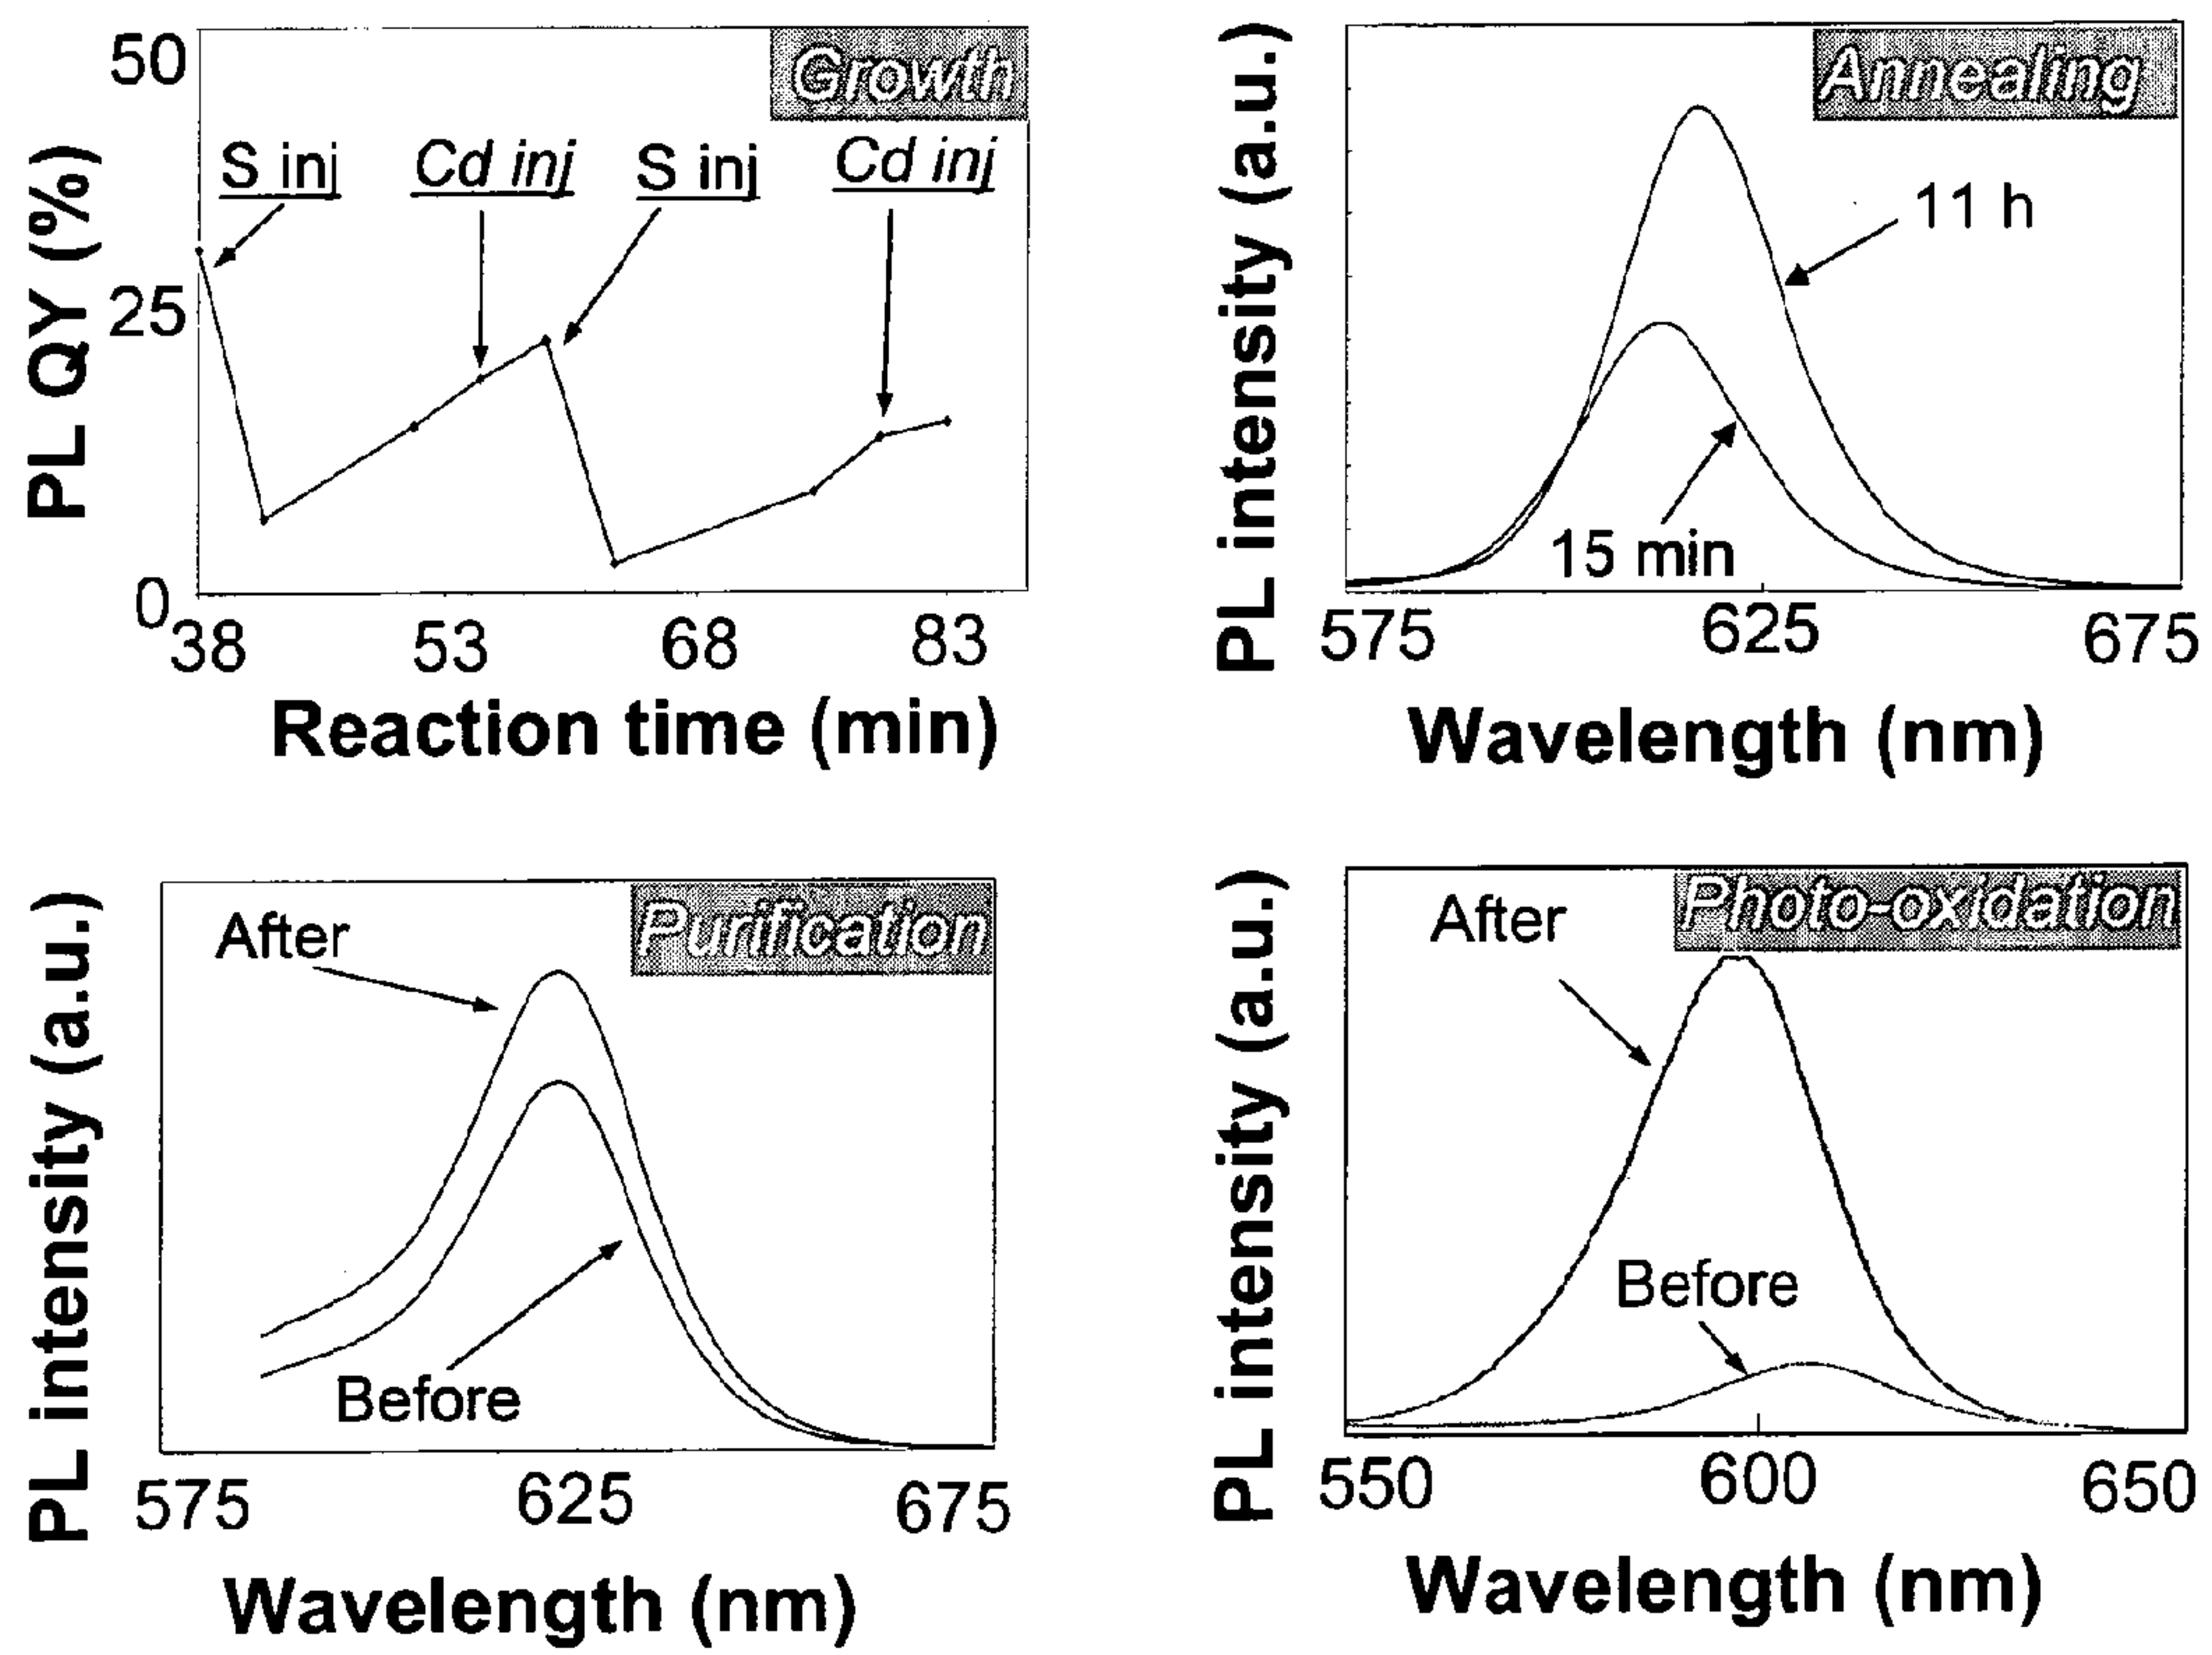 Growth
50
25
0
PL QY (%)
S inj
Cd inj
S inj
Cd inj
38
53
68
83
Reaction time (min)
Annealing
PL intensity (a.u.)
11 h
15 min
575
625
675
Wavelength (nm)
Purification
PL intensity (a.u.)
After
Before
575
625
675
Wavelength (nm)
Photo-oxidation
PL intensity (a.u.)
After
Before
550
600
650
Wavelength (nm)